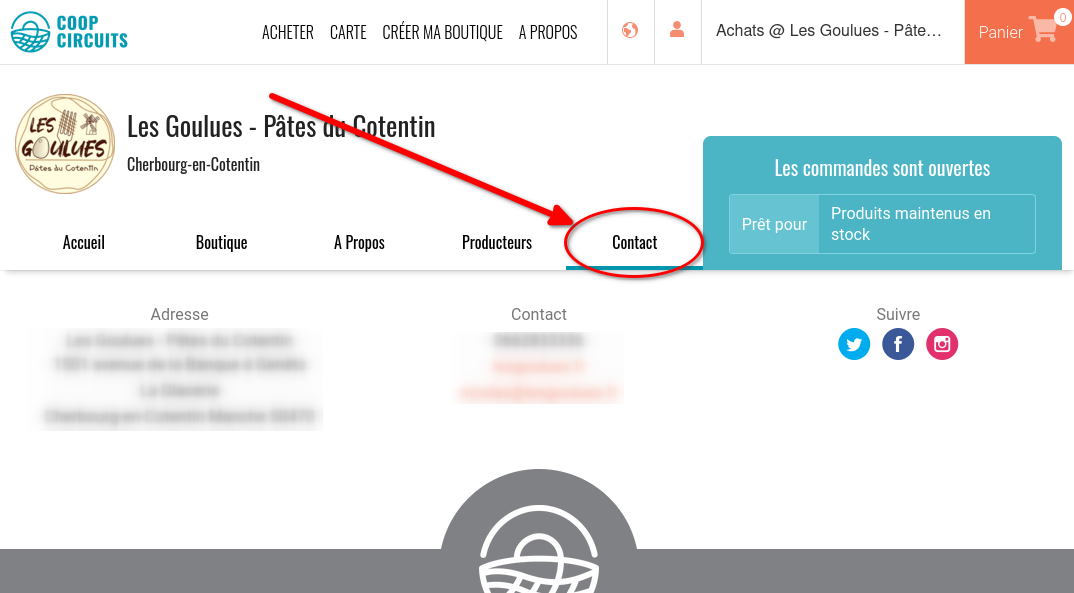 COOP
CIRCUITS
ACHETER CARTE CRÉER MA BOUTIQUE A PROPOS
Achats @ Les Goulues - Pâte...
Panier 0
LES
GOULUES
Pâtes du Cotentin
Les Goulues - Pâtes du Cotentin
Cherbourg-en-Cotentin
Les commandes sont ouvertes
Prêt pour
Produits maintenus en
stock
Accueil Boutique A Propos Producteurs Contact
Adresse
Contact
Suivre